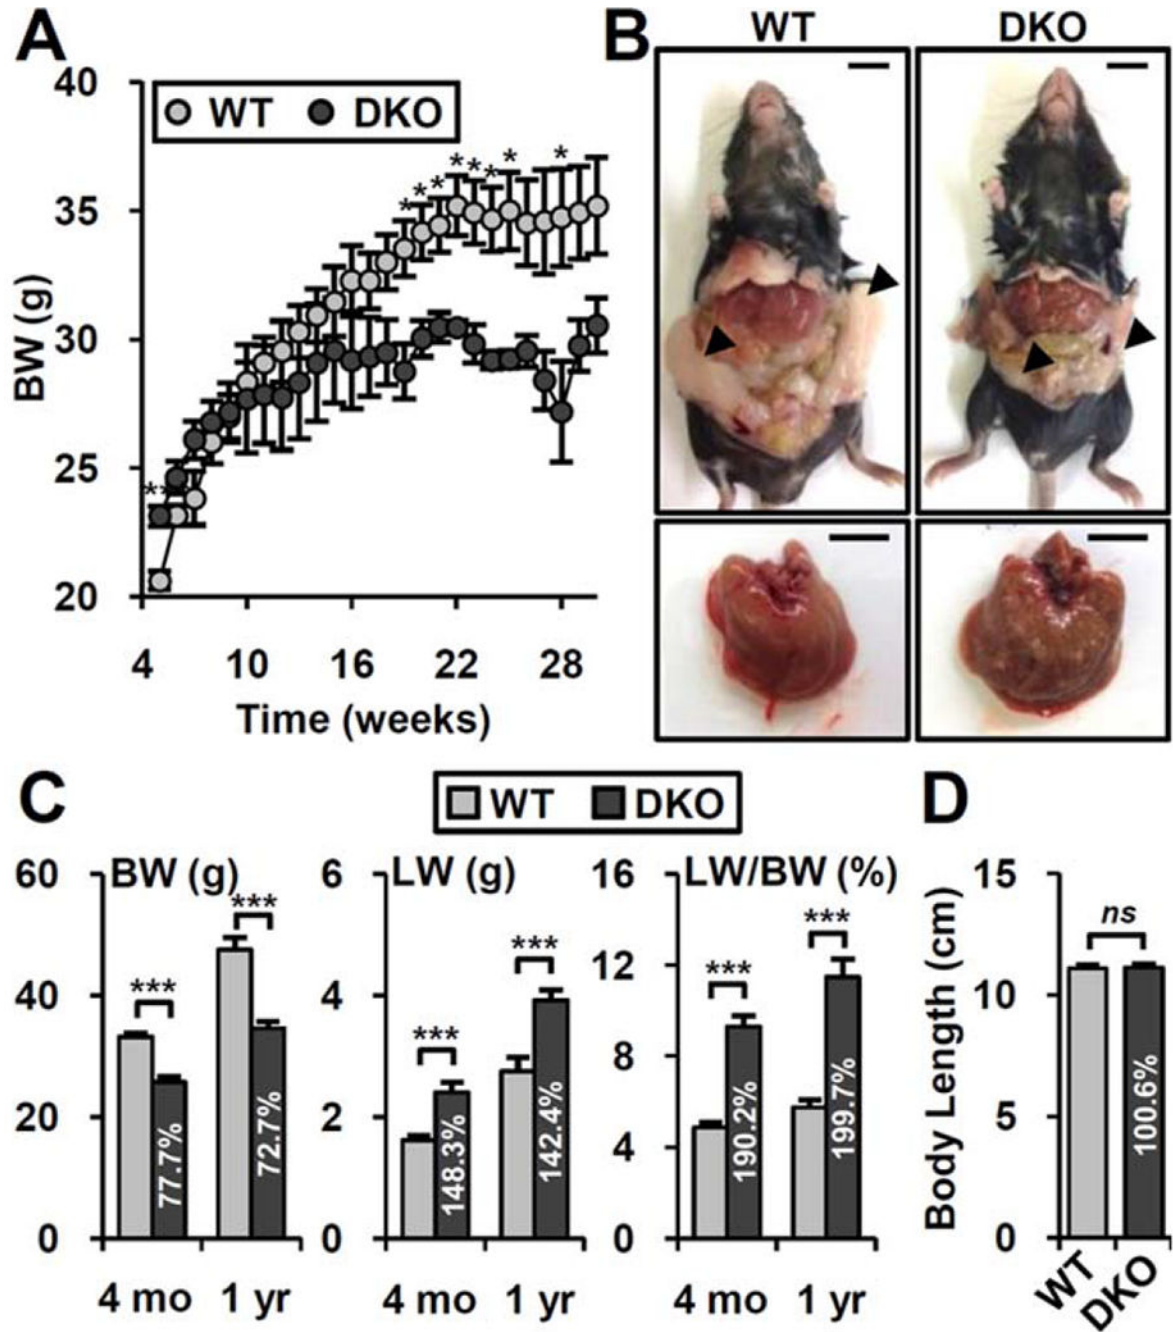 A
40
WT DKO
35
30
25
20
BW (g)
* * * * * * * *
**
4 10 16 22 28
Time (weeks)
B
WT DKO
C
WT DKO
BW (g)
60
40
20
0
***
***
77.7%
72.7%
4 mo 1 yr
LW (g)
6
4
2
0
***
***
148.3%
142.4%
4 mo 1 yr
LW/BW (%)
16
12
8
4
0
***
***
190.2%
199.7%
4 mo 1 yr
D
Body Length (cm)
15
10
5
0
ns
100.6%
WT
DKO